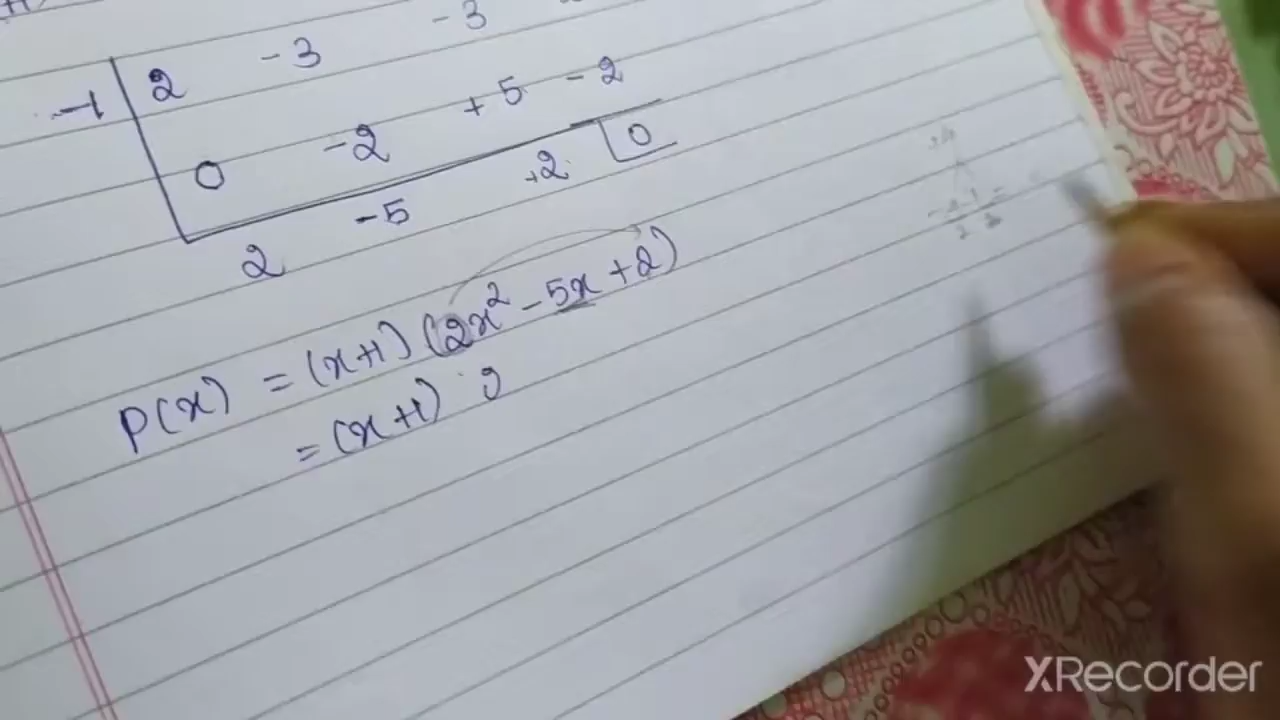 -1 2 -3 -3
0 -2 +5 -2
2 -5 +2 0
P(x) = (x+1) (2x² - 5x + 2)
= (x+1)
XRecorder